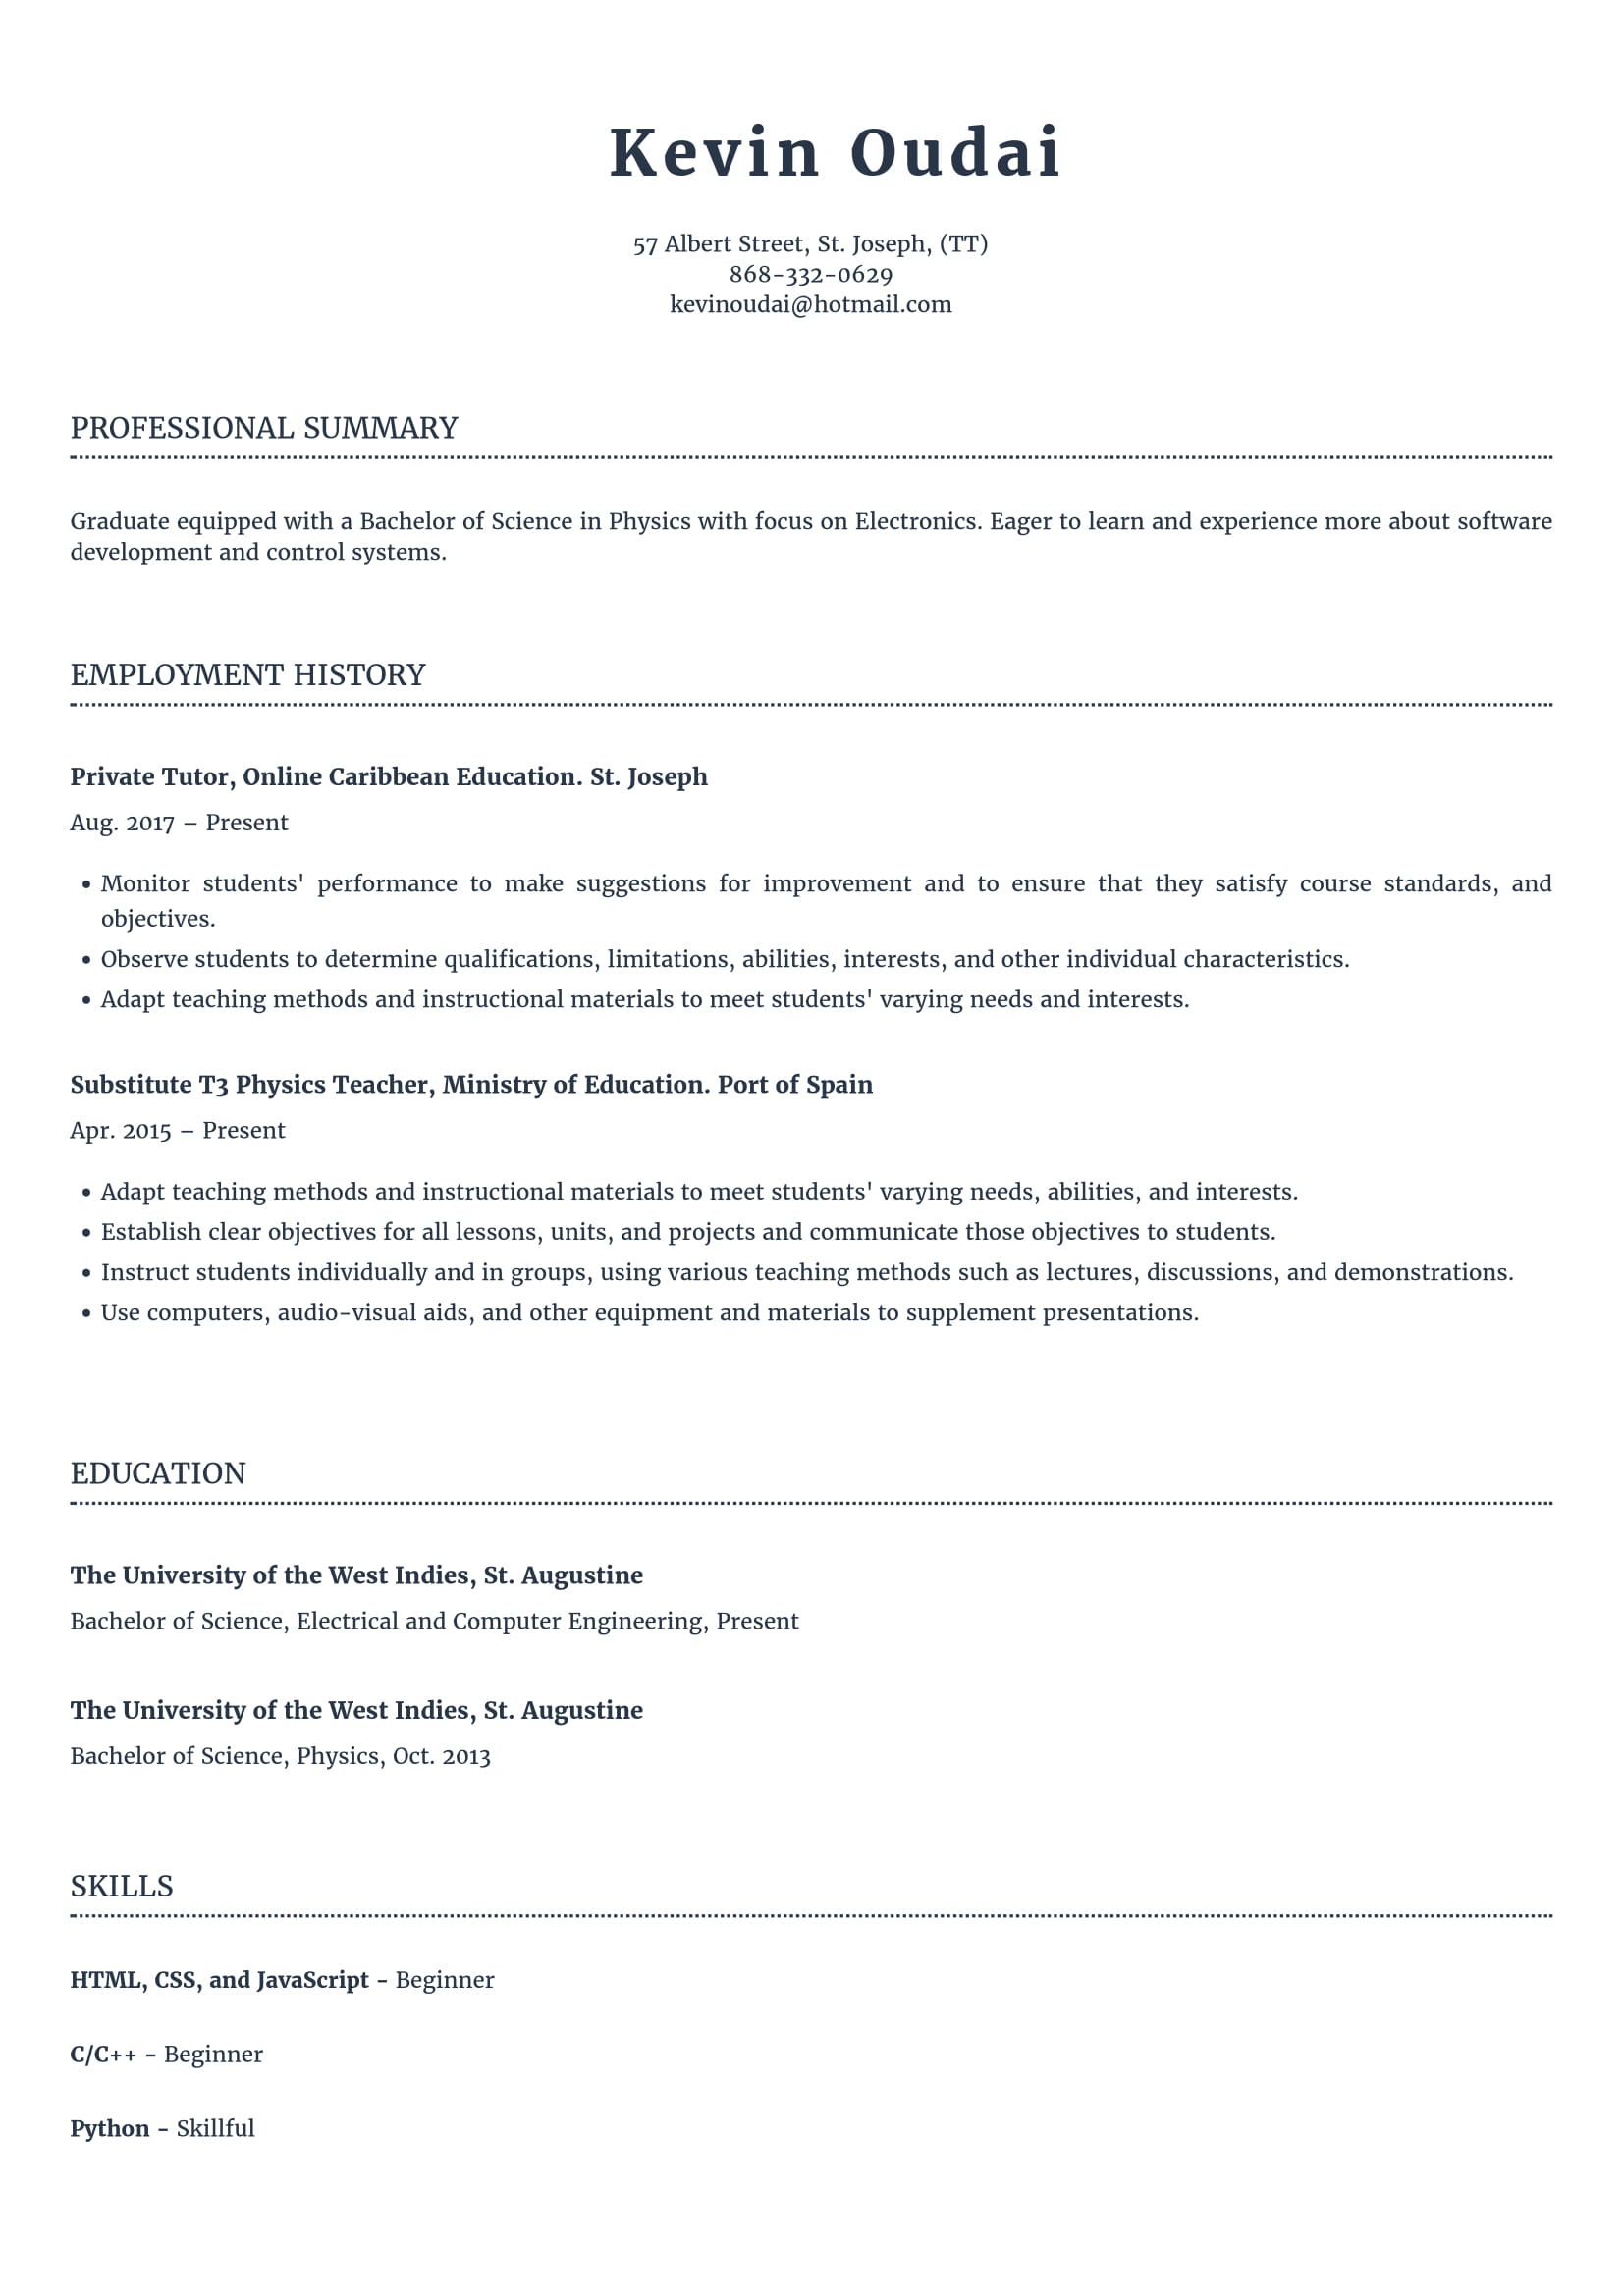 Kevin Oudai
57 Albert Street, St. Joseph, (TT)
868-332-0629
kevinoudai@hotmail.com
PROFESSIONAL SUMMARY
Graduate equipped with a Bachelor of Science in Physics with focus on Electronics. Eager to learn and experience more about software
development and control systems.
EMPLOYMENT HISTORY
Private Tutor, Online Caribbean Education. St. Joseph
Aug. 2017 – Present
• Monitor students' performance to make suggestions for improvement and to ensure that they satisfy course standards, and
objectives.
• Observe students to determine qualifications, limitations, abilities, interests, and other individual characteristics.
• Adapt teaching methods and instructional materials to meet students' varying needs and interests.
Substitute T3 Physics Teacher, Ministry of Education. Port of Spain
Apr. 2015 – Present
• Adapt teaching methods and instructional materials to meet students' varying needs, abilities, and interests.
• Establish clear objectives for all lessons, units, and projects and communicate those objectives to students.
• Instruct students individually and in groups, using various teaching methods such as lectures, discussions, and demonstrations.
• Use computers, audio-visual aids, and other equipment and materials to supplement presentations.
EDUCATION
The University of the West Indies, St. Augustine
Bachelor of Science, Electrical and Computer Engineering, Present
The University of the West Indies, St. Augustine
Bachelor of Science, Physics, Oct. 2013
SKILLS
HTML, CSS, and JavaScript - Beginner
C/C++ - Beginner
Python - Skillful